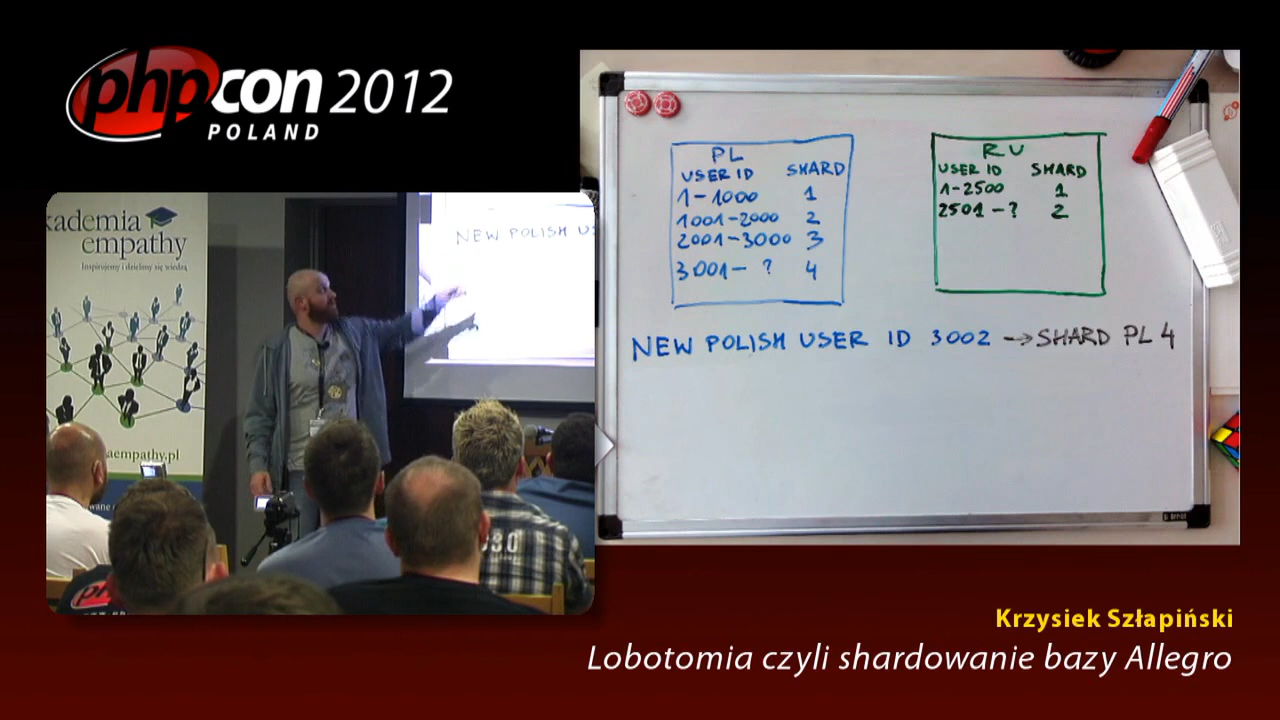 phpcon 2012
POLAND
akademia
empathy
Inspirujemy i dzielimy się wiedzą
aempathy.pl
NEW POLISH US
PL
USER ID SHARD
1-1000 1
1001-2000 2
2001-3000 3
3001- ? 4
RU
USER ID SHARD
1-2500 1
2501-? 2
NEW POLISH USER ID 3002 → SHARD PL 4
Krzysiek Szłapiński
Lobotomia czyli shardowanie bazy Allegro